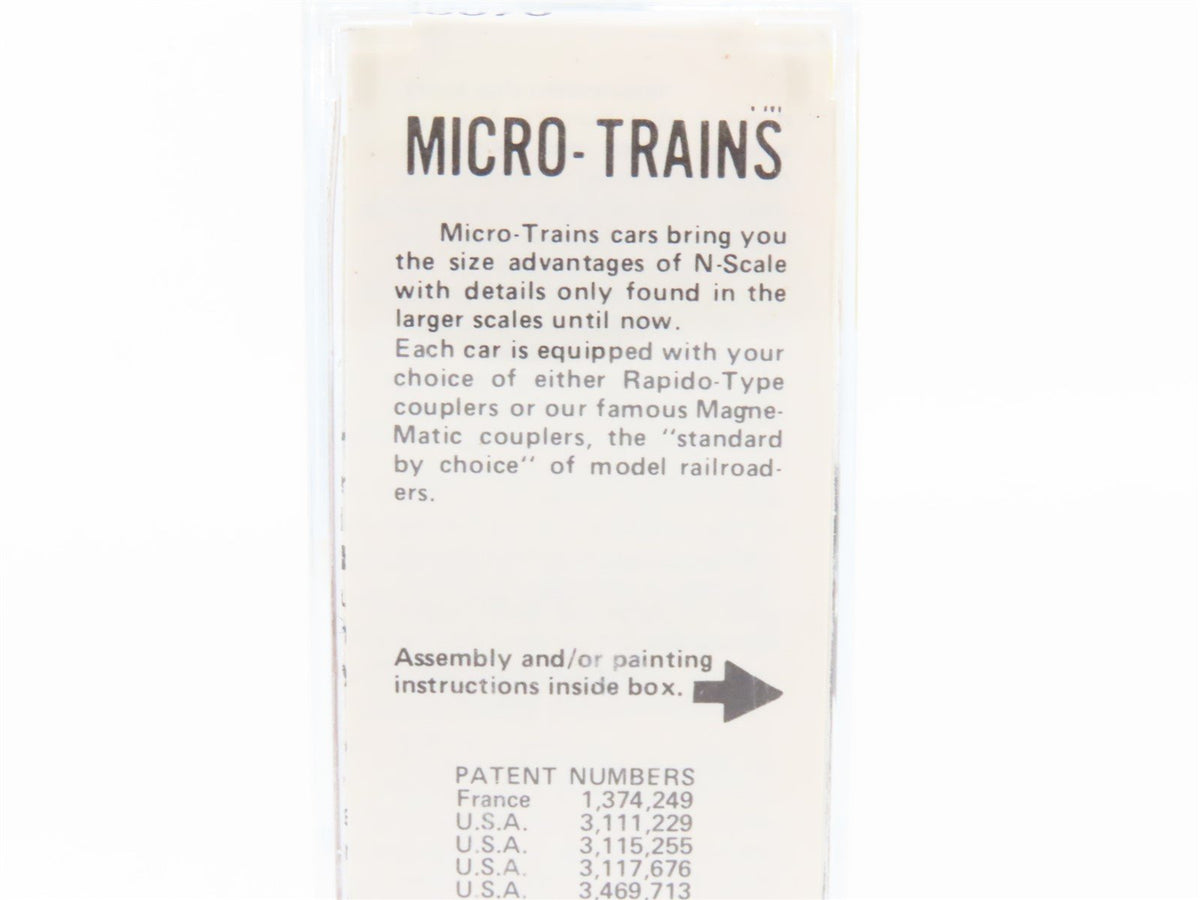 MICRO-TRAINS
Micro-Trains cars bring you
the size advantages of N-Scale
with details only found in the
larger scales until now.
Each car is equipped with your
choice of either Rapido-Type
couplers or our famous Magne-
Matic couplers, the "standard
by choice" of model railroad-
ers.
Assembly and/or painting
instructions inside box.
PATENT NUMBERS
France 1,374,249
U.S.A. 3,111,229
U.S.A. 3,115,255
U.S.A. 3,117,676
U.S.A. 3,469,713